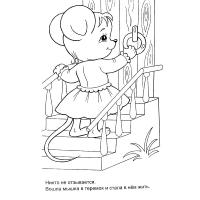 Никто не отзывается.
Вошла мышка в теремок и стала в нём жить.